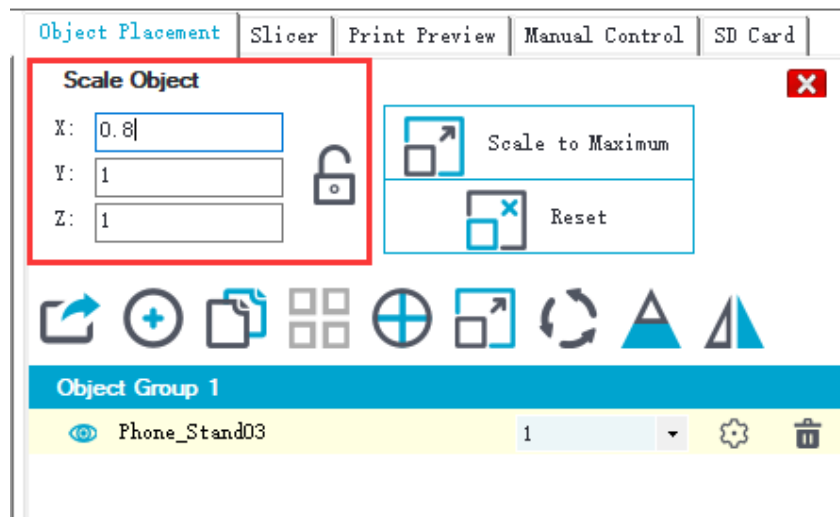 Object Placement Slicer Print Preview Manual Control SD Card
Scale Object
X: 0.8
Y: 1
Z: 1
Scale to Maximum
Reset
Object Group 1
Phone_Stand03 1